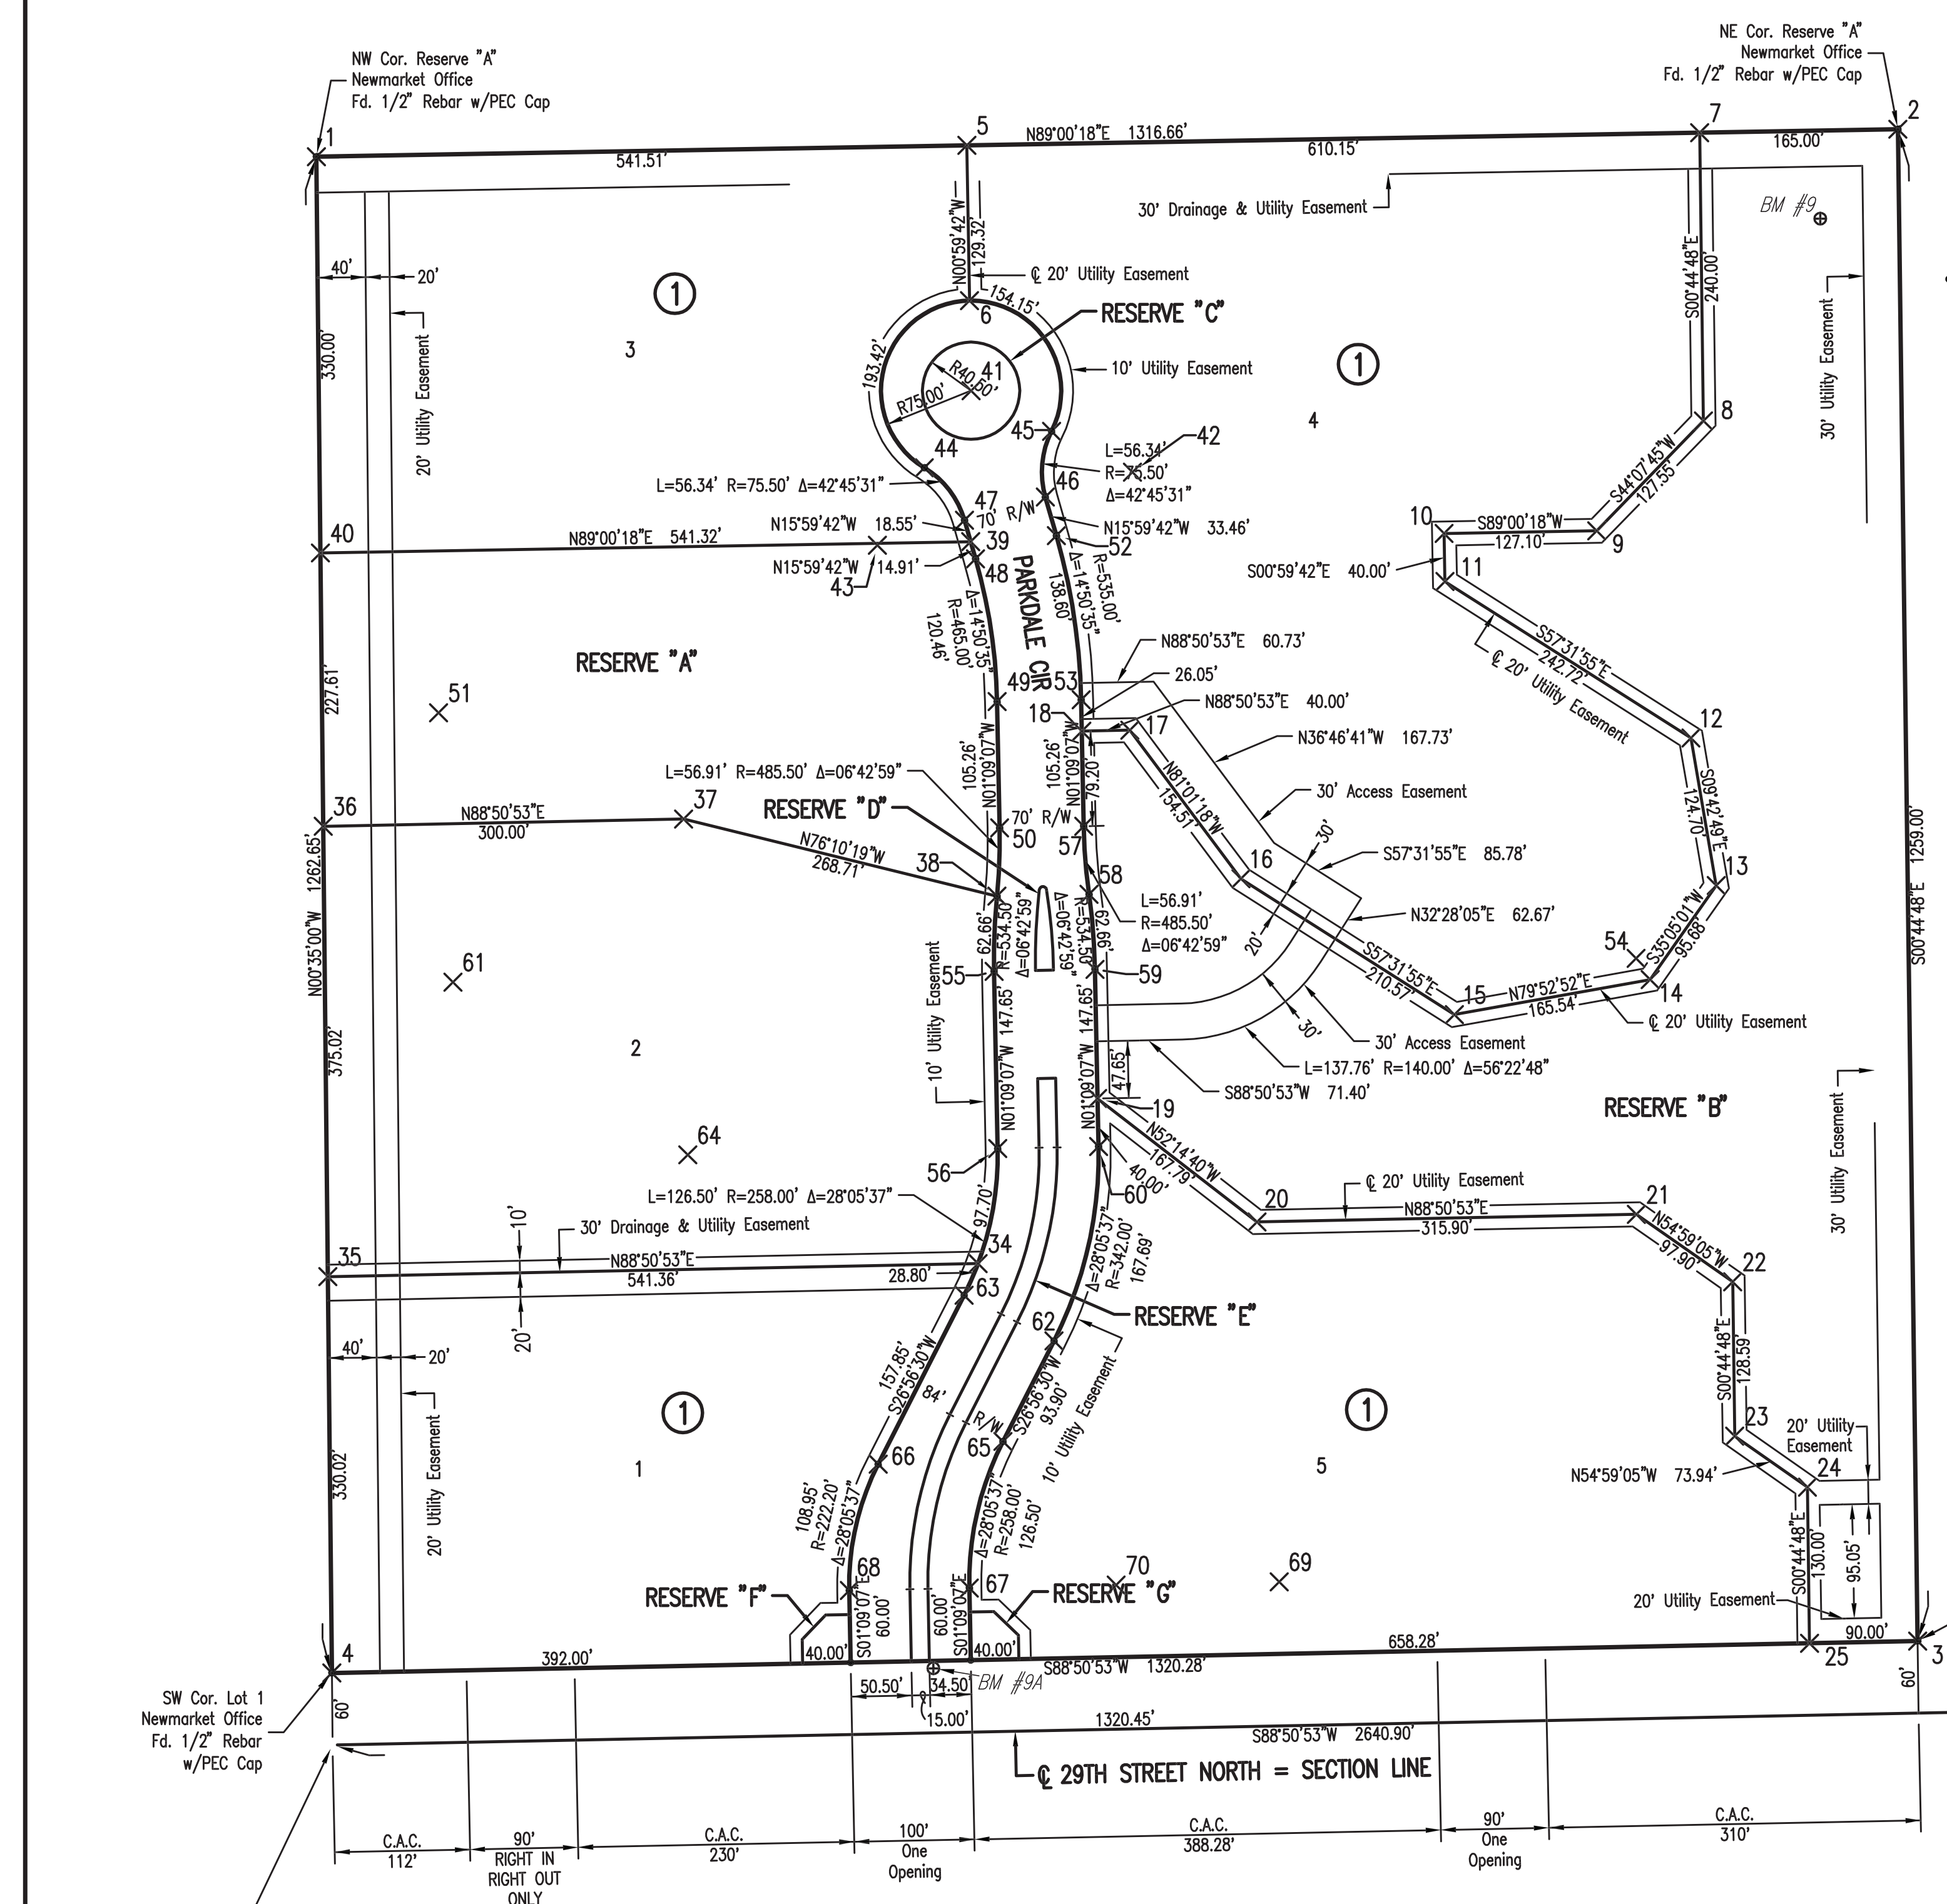 NW Cor. Reserve "A"
Newmarket Office
Fd. 1/2" Rebar w/PEC Cap
NE Cor. Reserve "A"
Newmarket Office
Fd. 1/2" Rebar w/PEC Cap
1
5
N89°00'18"E 1316.66'
7
2
541.51'
610.15'
165.00'
30' Drainage & Utility Easement
BM #9
40'
20'
N00°59'42"W
129.32'
℄ 20' Utility Easement
S00°44'48"E
240.00'
30' Utility Easement
1
3
330.00'
20' Utility Easement
6
154.15'
RESERVE "C"
193.42'
R40.50'
41
R75.00'
10' Utility Easement
1
4
8
44
45
42
L=56.34'
R=75.50'
Δ=42°45'31"
46
L=56.34' R=75.50' Δ=42°45'31"
47
70' R/W
S44°07'45"W
127.55'
10
S89°00'18"W
127.10'
9
40
N89°00'18"E 541.32'
N15°59'42"W 18.55'
39
N15°59'42"W 33.46'
52
N15°59'42"W 14.91'
43
48
S00°59'42"E 40.00'
11
PARKDALE CIR
Δ=14°50'35"
R=465.00'
120.46'
R=535.00'
Δ=14°50'35"
138.60'
N88°50'53"E 60.73'
S57°31'55"E
242.72'
℄ 20' Utility Easement
RESERVE "A"
227.61'
51
49
53
26.05'
N88°50'53"E 40.00'
18
17
12
N36°46'41"W 167.73'
105.26'
N01°09'07"W
105.26'
N01°09'07"W
79.20'
N81°01'18"W
154.51'
S09°42'49"E
124.70'
L=56.91' R=485.50' Δ=06°42'59"
30' Access Easement
36
N88°50'53"E
300.00'
37
RESERVE "D"
70' R/W
50
57
30'
S57°31'55"E 85.78'
16
13
1259.00'
N76°10'19"W
268.71'
38
58
L=56.91'
R=485.50'
Δ=06°42'59"
N32°28'05"E 62.67'
20'
1262.65'
N00°35'00"W
61
62.66'
R=534.50'
Δ=06°42'59"
Δ=06°42'59"
R=534.50'
62.66'
55
59
S57°31'55"E
210.57'
54
S35°05'01"W
95.68'
S00°44'48"E
15
N79°52'52"E
165.54'
14
10' Utility Easement
2
375.02'
℄ 20' Utility Easement
30'
30' Access Easement
L=137.76' R=140.00' Δ=56°22'48"
47.65'
S88°50'53"W 71.40'
N01°09'07"W 147.65'
N01°09'07"W 147.65'
19
RESERVE "B"
64
56
N52°14'40"W
167.79'
40.00'
60
30' Utility Easement
20
℄ 20' Utility Easement
N88°50'53"E
315.90'
21
L=126.50' R=258.00' Δ=28°05'37"
97.70'
10'
30' Drainage & Utility Easement
34
35
N88°50'53"E
541.36'
28.80'
63
Δ=28°05'37"
R=342.00'
167.69'
N54°59'05"W
97.90'
22
RESERVE "E"
62
20'
40'
20'
157.85'
S26°56'30"W
S26°56'30"W
93.90'
10' Utility Easement
S00°44'48"E
128.59'
84' R/W
1
1
20' Utility Easement
65
66
1
5
23
20' Utility
Easement
330.02'
N54°59'05"W 73.94'
24
108.95'
R=222.20'
Δ=28°05'37"
Δ=28°05'37"
R=258.00'
126.50'
S00°44'48"E
130.00'
95.05'
68
67
70
69
RESERVE "F"
RESERVE "G"
20' Utility Easement
S01°09'07"E
60.00'
60.00'
S01°09'07"E
40.00'
40.00'
4
392.00'
658.28'
90.00'
25
3
S88°50'53"W 1320.28'
BM #9A
SW Cor. Lot 1
Newmarket Office
Fd. 1/2" Rebar
w/PEC Cap
60'
50.50'
34.50'
15.00'
60'
1320.45'
S88°50'53"W 2640.90'
℄ 29TH STREET NORTH = SECTION LINE
C.A.C.
112'
90'
RIGHT IN
RIGHT OUT
ONLY
C.A.C.
230'
100'
One
Opening
C.A.C.
388.28'
90'
One
Opening
C.A.C.
310'